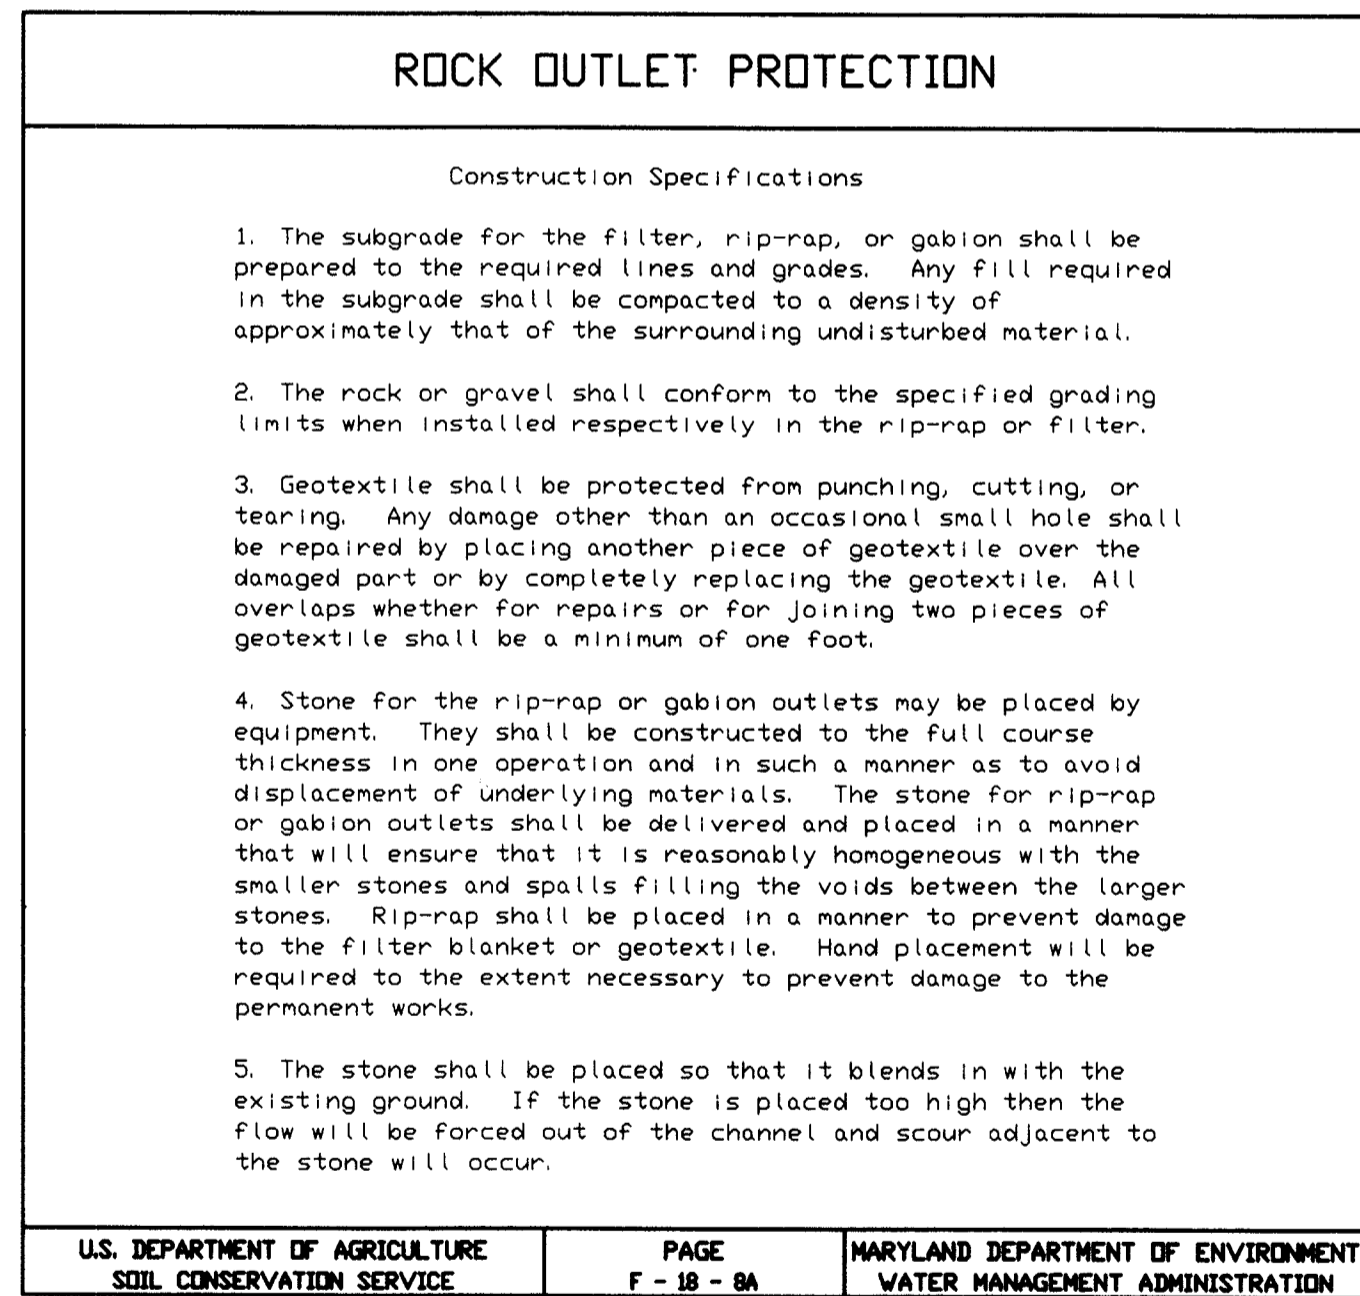 ROCK OUTLET PROTECTION
Construction Specifications
1. The subgrade for the filter, rip-rap, or gabion shall be
prepared to the required lines and grades. Any fill required
in the subgrade shall be compacted to a density of
approximately that of the surrounding undisturbed material.
2. The rock or gravel shall conform to the specified grading
limits when installed respectively in the rip-rap or filter.
3. Geotextile shall be protected from punching, cutting, or
tearing. Any damage other than an occasional small hole shall
be repaired by placing another piece of geotextile over the
damaged part or by completely replacing the geotextile. All
overlaps whether for repairs or for joining two pieces of
geotextile shall be a minimum of one foot.
4. Stone for the rip-rap or gabion outlets may be placed by
equipment. They shall be constructed to the full course
thickness in one operation and in such a manner as to avoid
displacement of underlying materials. The stone for rip-rap
or gabion outlets shall be delivered and placed in a manner
that will ensure that it is reasonably homogeneous with the
smaller stones and spalls filling the voids between the larger
stones. Rip-rap shall be placed in a manner to prevent damage
to the filter blanket or geotextile. Hand placement will be
required to the extent necessary to prevent damage to the
permanent works.
5. The stone shall be placed so that it blends in with the
existing ground. If the stone is placed too high then the
flow will be forced out of the channel and scour adjacent to
the stone will occur.
U.S. DEPARTMENT OF AGRICULTURE
SOIL CONSERVATION SERVICE
PAGE
F - 18 - 8A
MARYLAND DEPARTMENT OF ENVIRONMENT
WATER MANAGEMENT ADMINISTRATION